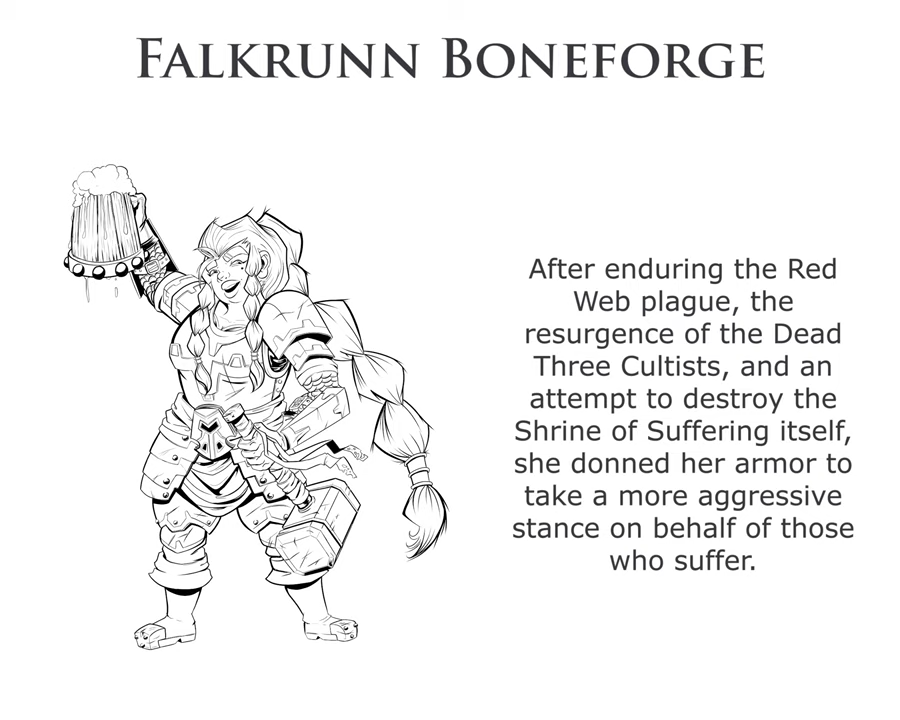 Falkrunn Boneforge
After enduring the Red
Web plague, the
resurgence of the Dead
Three Cultists, and an
attempt to destroy the
Shrine of Suffering itself,
she donned her armor to
take a more aggressive
stance on behalf of those
who suffer.